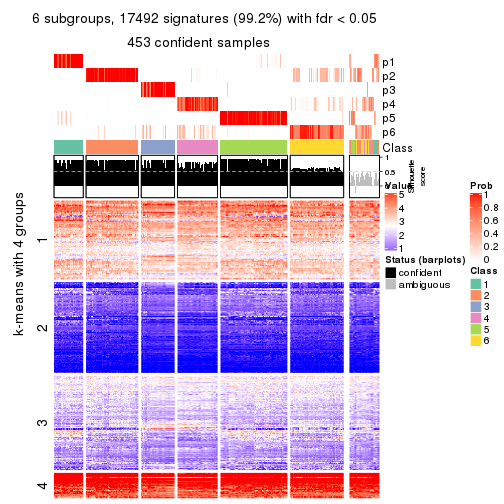 6 subgroups, 17492 signatures (99.2%) with fdr < 0.05
453 confident samples
p1
p2
p3
p4
p5
p6
Class
1
0.5
0
Silhouette
score
k-means with 4 groups
1
2
3
4
Value
5
4
3
2
1
Status (barplots)
confident
ambiguous
Prob
1
0.8
0.6
0.4
0.2
0
Class
1
2
3
4
5
6